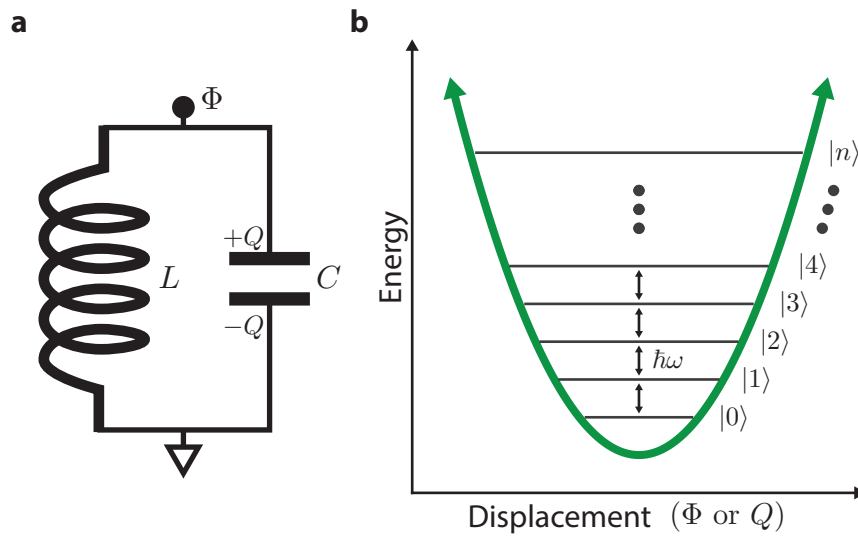 a
Φ
L
+Q
−Q
C
b
Energy
|n⟩
|4⟩
|3⟩
|2⟩
ħω
|1⟩
|0⟩
Displacement (Φ or Q)